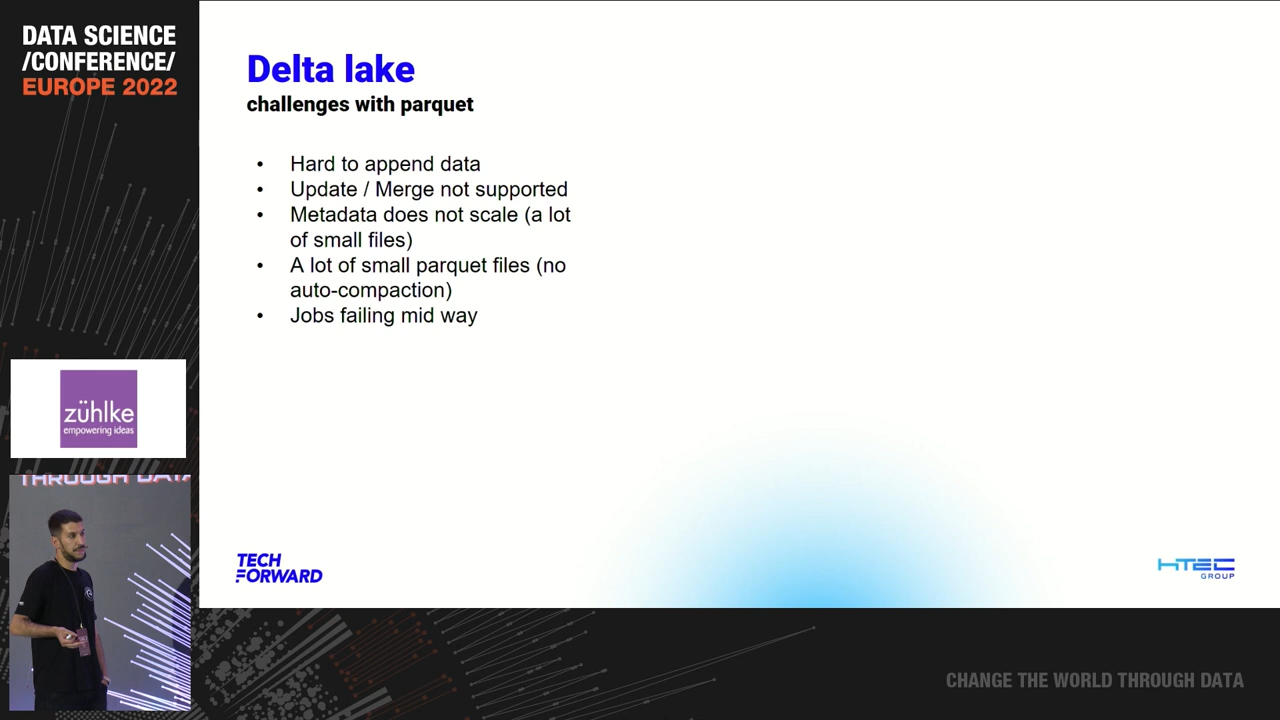 DATA SCIENCE
/CONFERENCE/
EUROPE 2022
Delta lake
challenges with parquet
• Hard to append data
• Update / Merge not supported
• Metadata does not scale (a lot
of small files)
• A lot of small parquet files (no
auto-compaction)
• Jobs failing mid way
zühlke
empowering ideas
THROUGH DATA
TECH
FORWARD
HTEC
GROUP
CHANGE THE WORLD THROUGH DATA